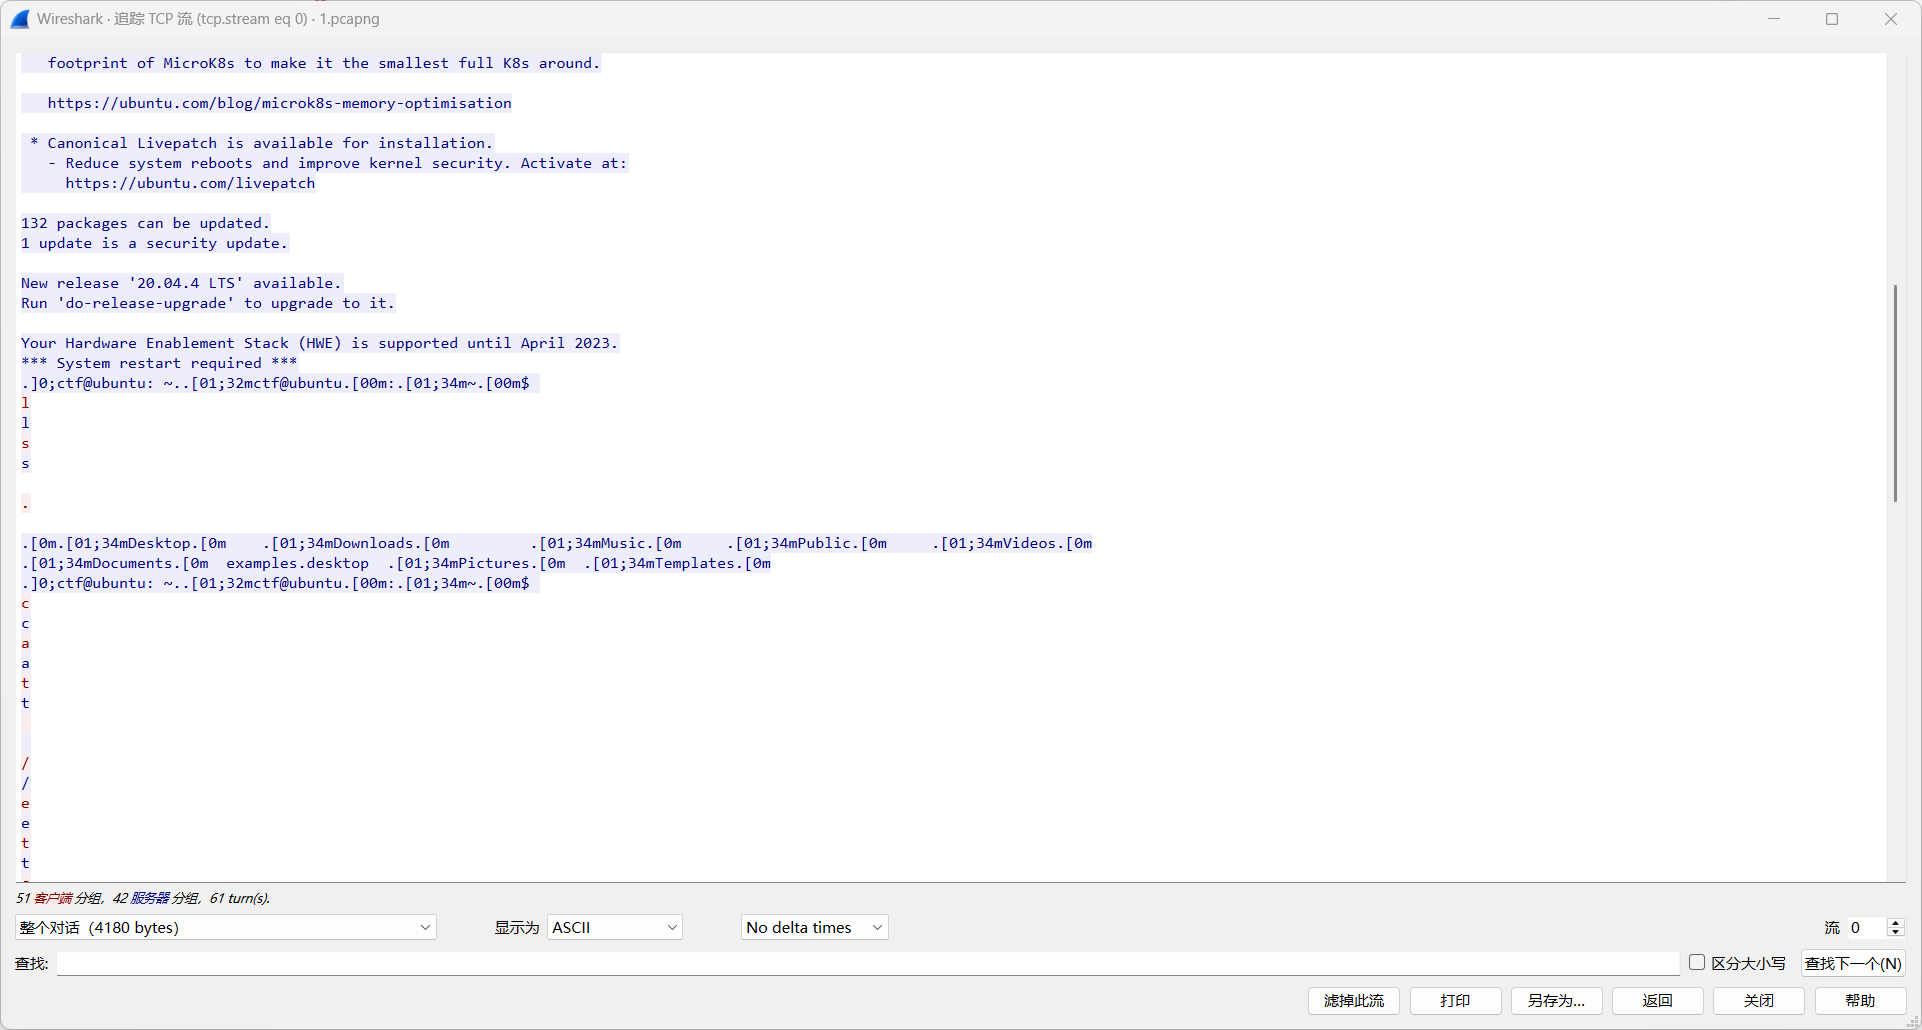 Wireshark · 追踪 TCP 流 (tcp.stream eq 0) · 1.pcapng
footprint of MicroK8s to make it the smallest full K8s around.
https://ubuntu.com/blog/microk8s-memory-optimisation
* Canonical Livepatch is available for installation.
- Reduce system reboots and improve kernel security. Activate at:
https://ubuntu.com/livepatch
132 packages can be updated.
1 update is a security update.
New release '20.04.4 LTS' available.
Run 'do-release-upgrade' to upgrade to it.
Your Hardware Enablement Stack (HWE) is supported until April 2023.
*** System restart required ***
.]0;ctf@ubuntu: ~..[01;32mctf@ubuntu.[00m:.[01;34m~.[00m$
l
l
s
s
.
.[0m.[01;34mDesktop.[0m    .[01;34mDownloads.[0m         .[01;34mMusic.[0m     .[01;34mPublic.[0m     .[01;34mVideos.[0m
.[01;34mDocuments.[0m  examples.desktop  .[01;34mPictures.[0m  .[01;34mTemplates.[0m
.]0;ctf@ubuntu: ~..[01;32mctf@ubuntu.[00m:.[01;34m~.[00m$
c
c
a
a
t
t
/
/
e
e
t
t
51 客户端 分组，42 服务器 分组，61 turn(s).
整个对话（4180 bytes） 显示为 ASCII No delta times 流 0
查找: 区分大小写 查找下一个(N)
滤掉此流 打印 另存为... 返回 关闭 帮助